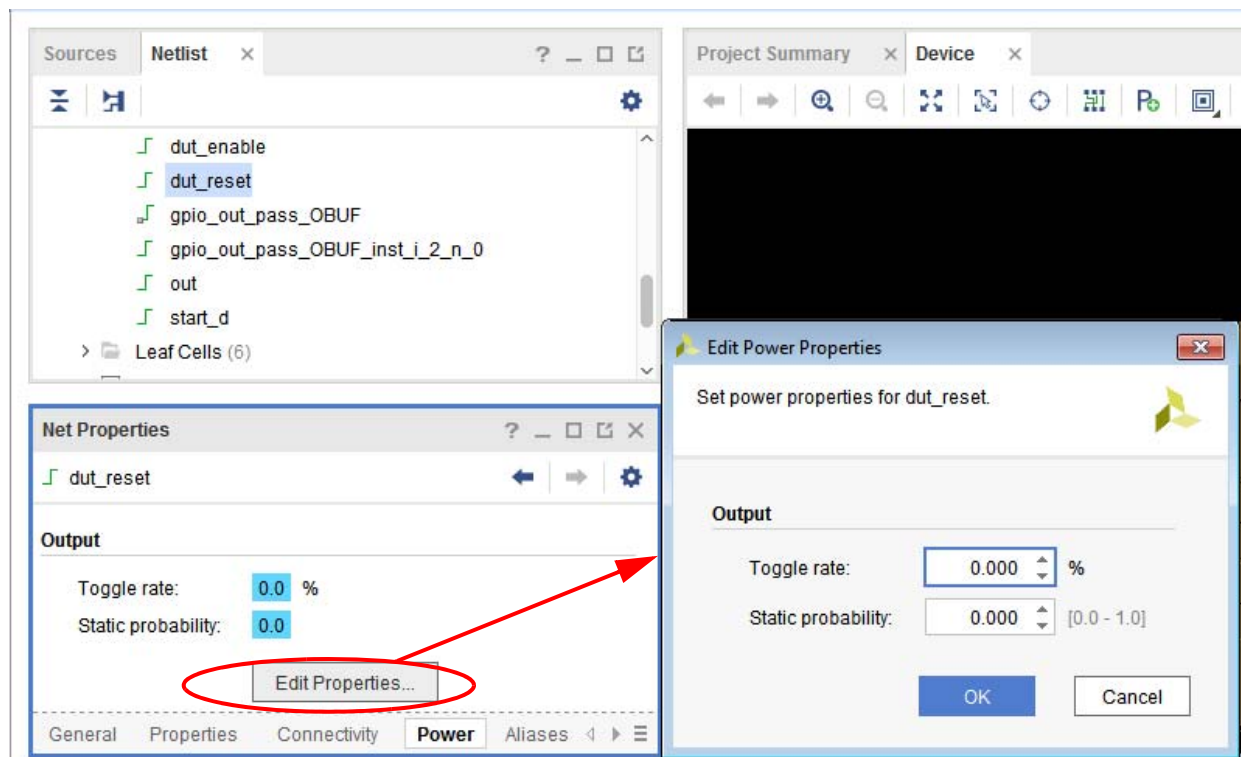 Sources Netlist
dut_enable
dut_reset
gpio_out_pass_OBUF
gpio_out_pass_OBUF_inst_i_2_n_0
out
start_d
Leaf Cells (6)
Project Summary Device
Net Properties
dut_reset
Output
Toggle rate: 0.0 %
Static probability: 0.0
Edit Properties...
General Properties Connectivity Power Aliases
Edit Power Properties
Set power properties for dut_reset.
Output
Toggle rate: 0.000 %
Static probability: 0.000 [0.0 - 1.0]
OK Cancel